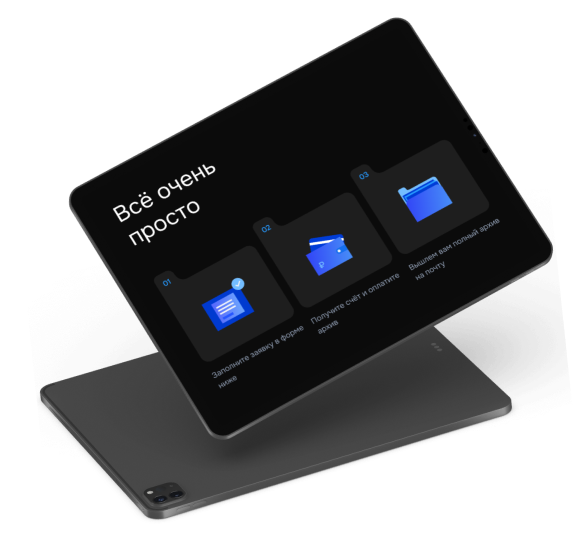 Всё очень
просто
01
Заполните заявку в форме
ниже
02
Получите счёт и оплатите
архив
03
Вышлем вам полный архив
на почту